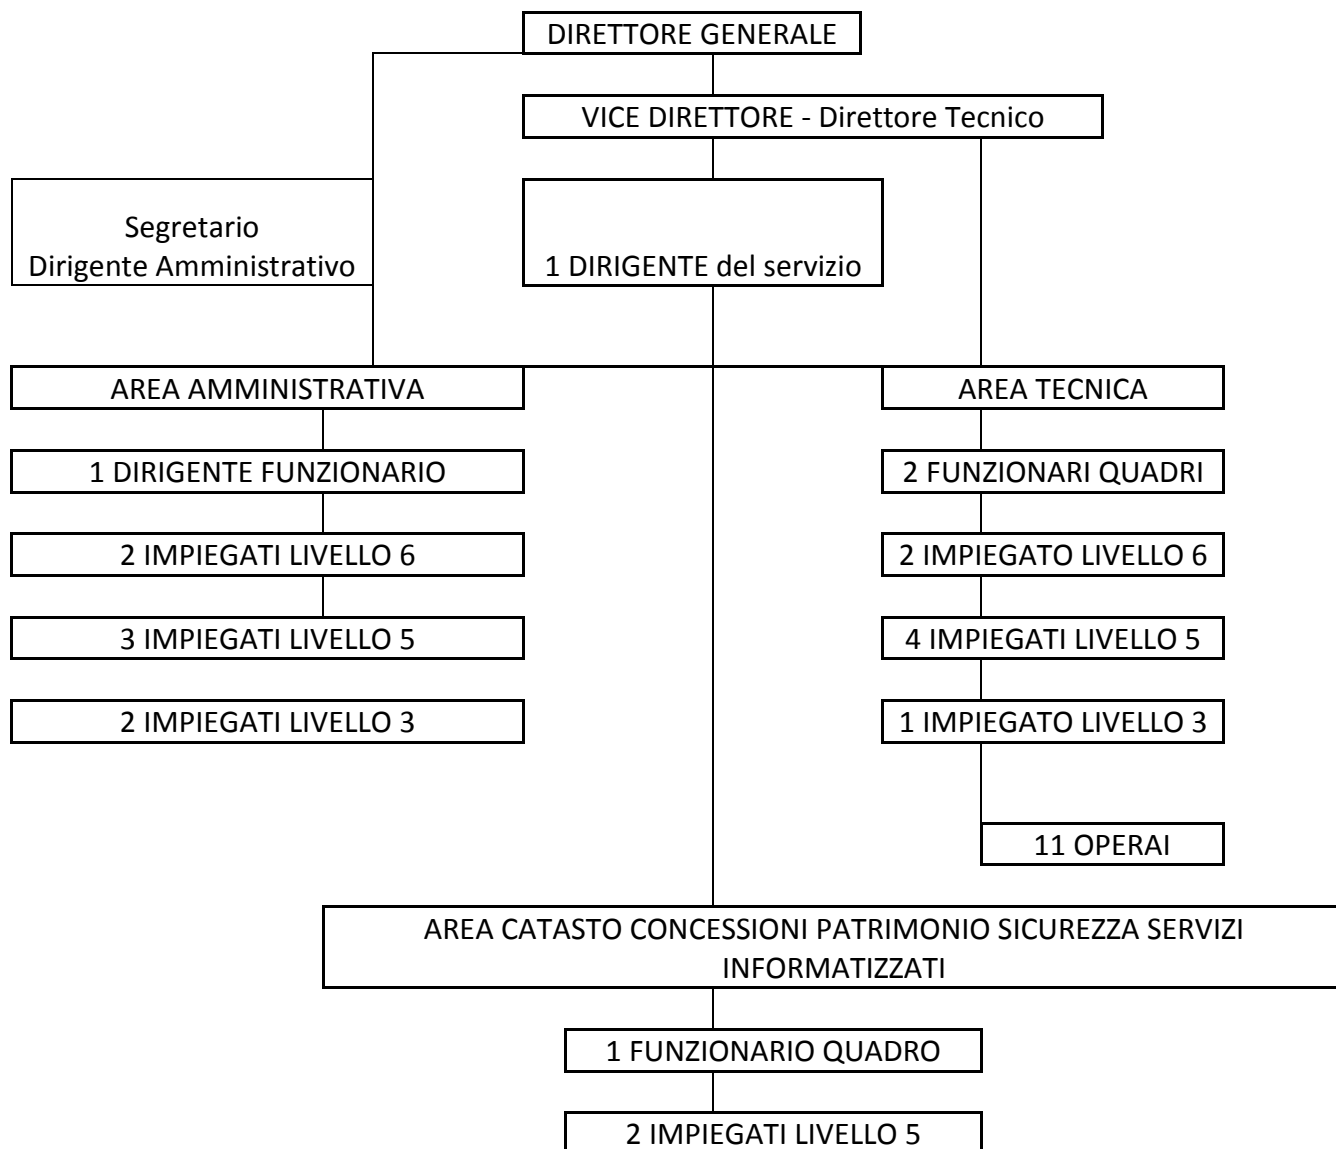 DIRETTORE GENERALE
VICE DIRETTORE - Direttore Tecnico
Segretario
Dirigente Amministrativo
1 DIRIGENTE del servizio
AREA AMMINISTRATIVA
AREA TECNICA
1 DIRIGENTE FUNZIONARIO
2 FUNZIONARI QUADRI
2 IMPIEGATI LIVELLO 6
2 IMPIEGATO LIVELLO 6
3 IMPIEGATI LIVELLO 5
4 IMPIEGATI LIVELLO 5
2 IMPIEGATI LIVELLO 3
1 IMPIEGATO LIVELLO 3
11 OPERAI
AREA CATASTO CONCESSIONI PATRIMONIO SICUREZZA SERVIZI
INFORMATIZZATI
1 FUNZIONARIO QUADRO
2 IMPIEGATI LIVELLO 5